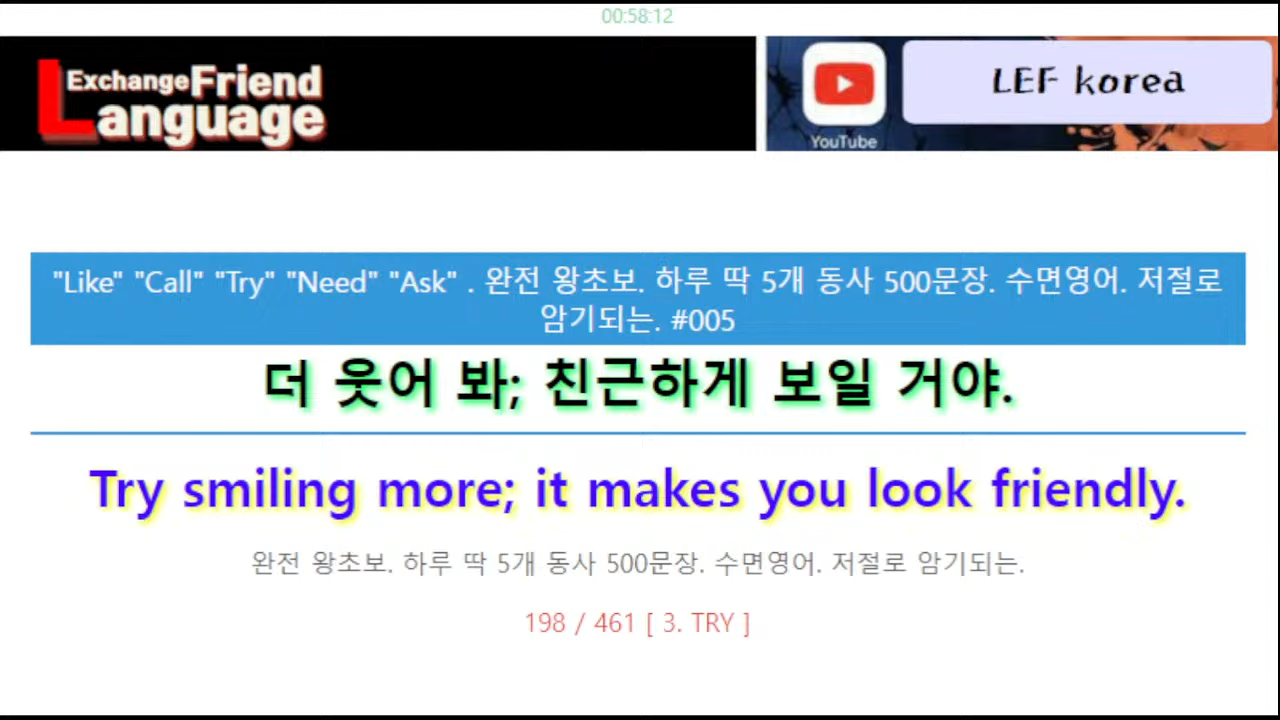 00:58:12
ExchangeFriend
Language
LEF korea
YouTube
"Like" "Call" "Try" "Need" "Ask" . 완전 왕초보. 하루 딱 5개 동사 500문장. 수면영어. 저절로
암기되는. #005
더 웃어 봐; 친근하게 보일 거야.
Try smiling more; it makes you look friendly.
완전 왕초보. 하루 딱 5개 동사 500문장. 수면영어. 저절로 암기되는.
198 / 461 [ 3. TRY ]